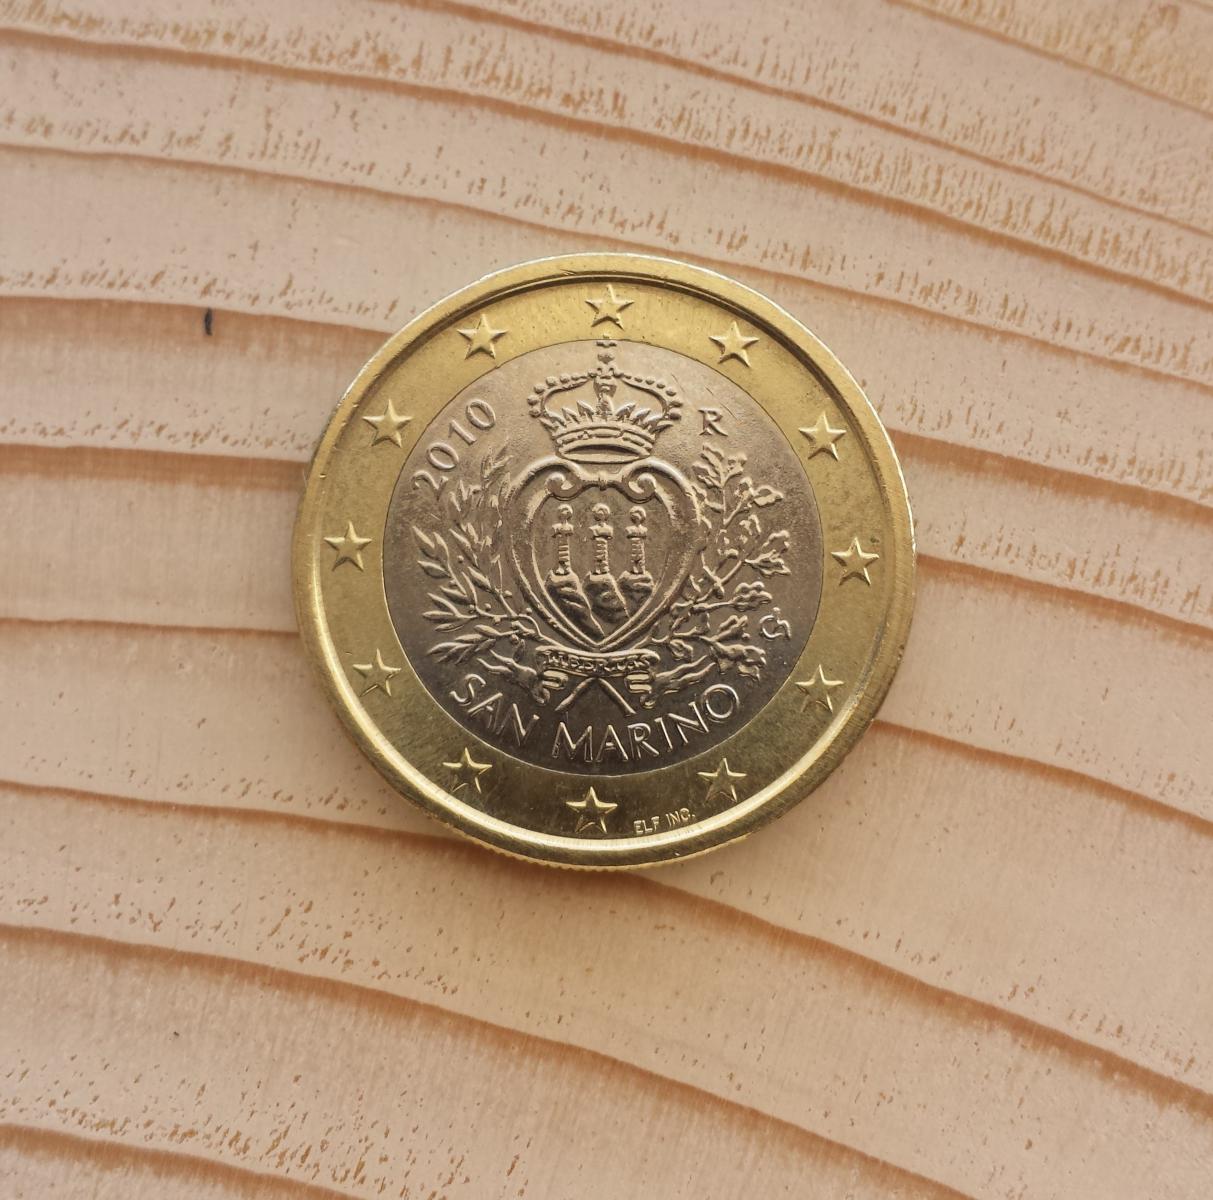 2010
R
LIBERTAS
SAN MARINO
ELF INC.